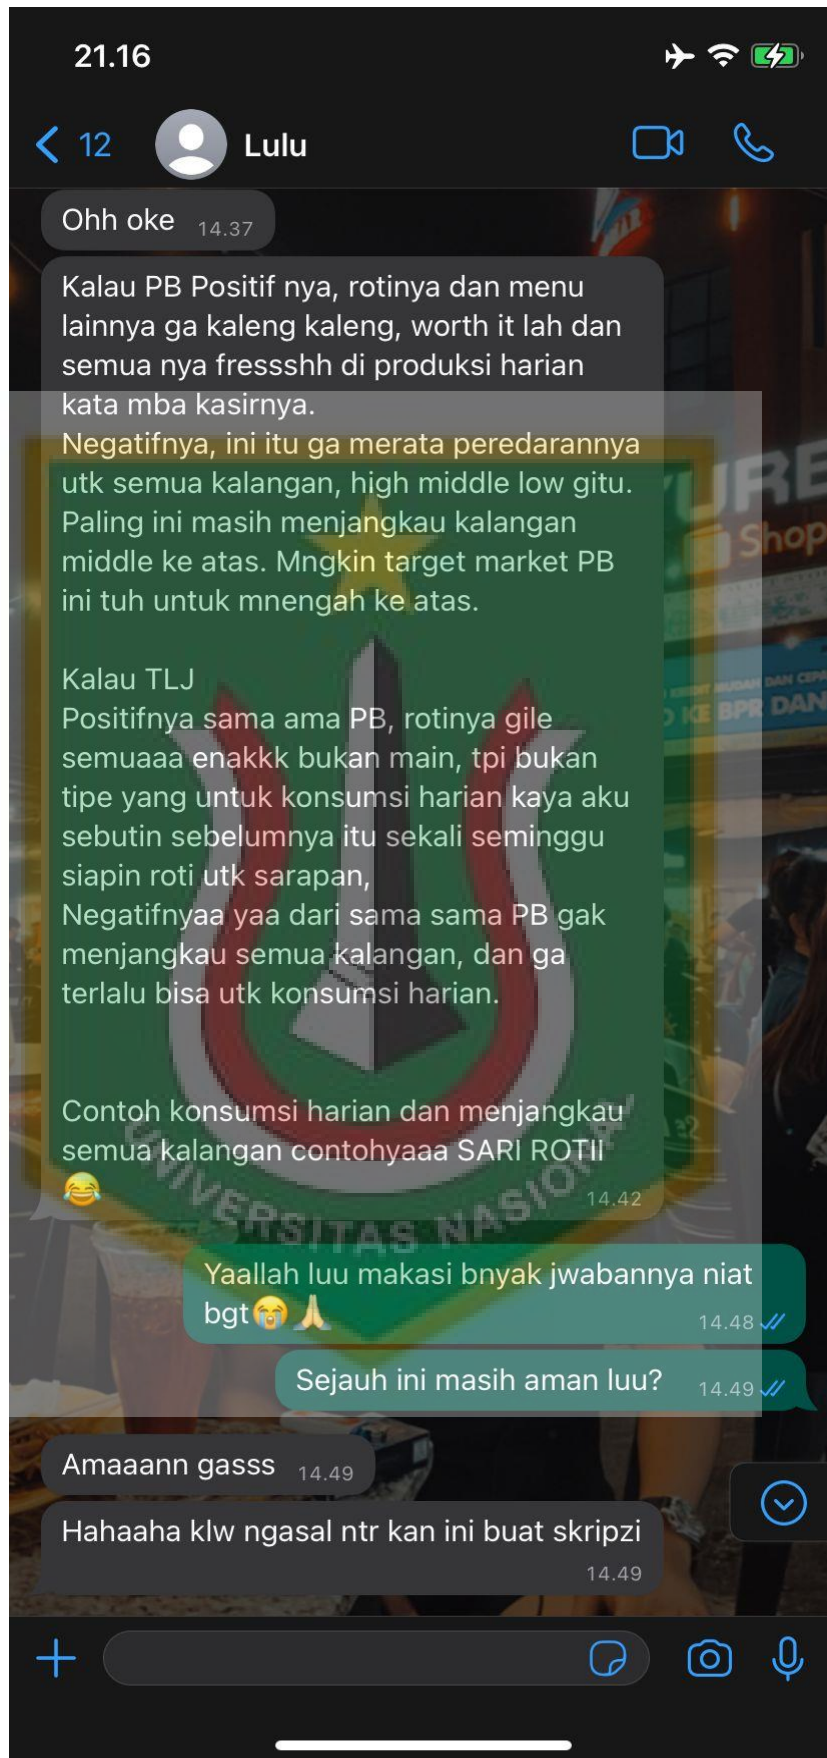 21.16
12
Lulu
Ohh oke 14.37
Kalau PB Positif nya, rotinya dan menu
lainnya ga kaleng kaleng, worth it lah dan
semua nya fressshh di produksi harian
kata mba kasirnya.
Negatifnya, ini itu ga merata peredarannya
utk semua kalangan, high middle low gitu.
Paling ini masih menjangkau kalangan
middle ke atas. Mngkin target market PB
ini tuh untuk mnengah ke atas.
Kalau TLJ
Positifnya sama ama PB, rotinya gile
semuaaa enakkk bukan main, tpi bukan
tipe yang untuk konsumsi harian kaya aku
sebutin sebelumnya itu sekali seminggu
siapin roti utk sarapan,
Negatifnyaa yaa dari sama sama PB gak
menjangkau semua kalangan, dan ga
terlalu bisa utk konsumsi harian.
Contoh konsumsi harian dan menjangkau
semua kalangan contohyaaa SARI ROTII
😂 14.42
UNIVERSITAS NASIONAL
Yaallah luu makasi bnyak jwabannya niat
bgt😭🙏🏻 14.48
Sejauh ini masih aman luu? 14.49
Amaaann gasss 14.49
Hahaaha klw ngasal ntr kan ini buat skripzi
14.49
Shop
MUDAH DAN
KE BPR DAN